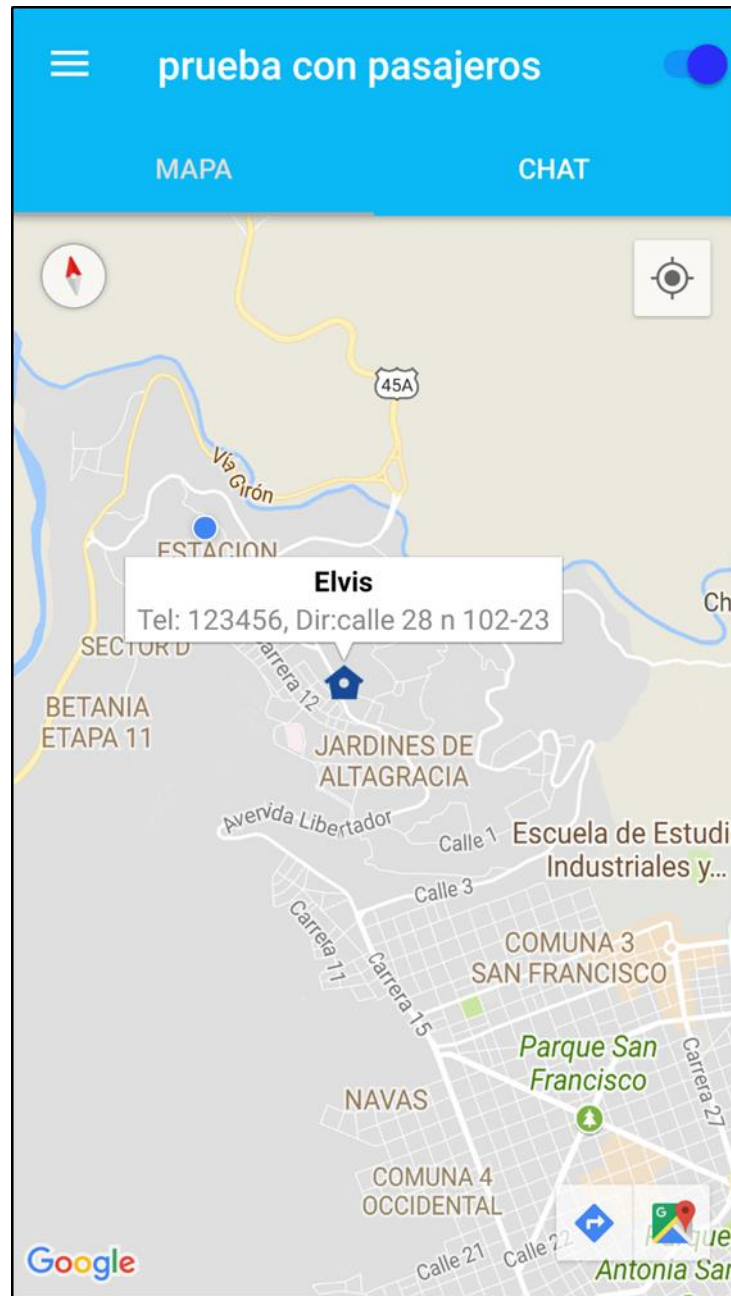 prueba con pasajeros
MAPA
CHAT
45A
Vía Girón
ESTACION
Elvis
Tel: 123456, Dir:calle 28 n 102-23
Ch
SECTOR D
Carrera 12
BETANIA
ETAPA 11
JARDINES DE
ALTAGRACIA
Avenida Libertador
Calle 1
Escuela de Estudi
Industriales y...
Calle 3
Carrera 11
COMUNA 3
SAN FRANCISCO
Carrera 15
Parque San
Francisco
Carrera 27
NAVAS
COMUNA 4
OCCIDENTAL
G
Google
Calle 21
Calle 22
Antonia Sar